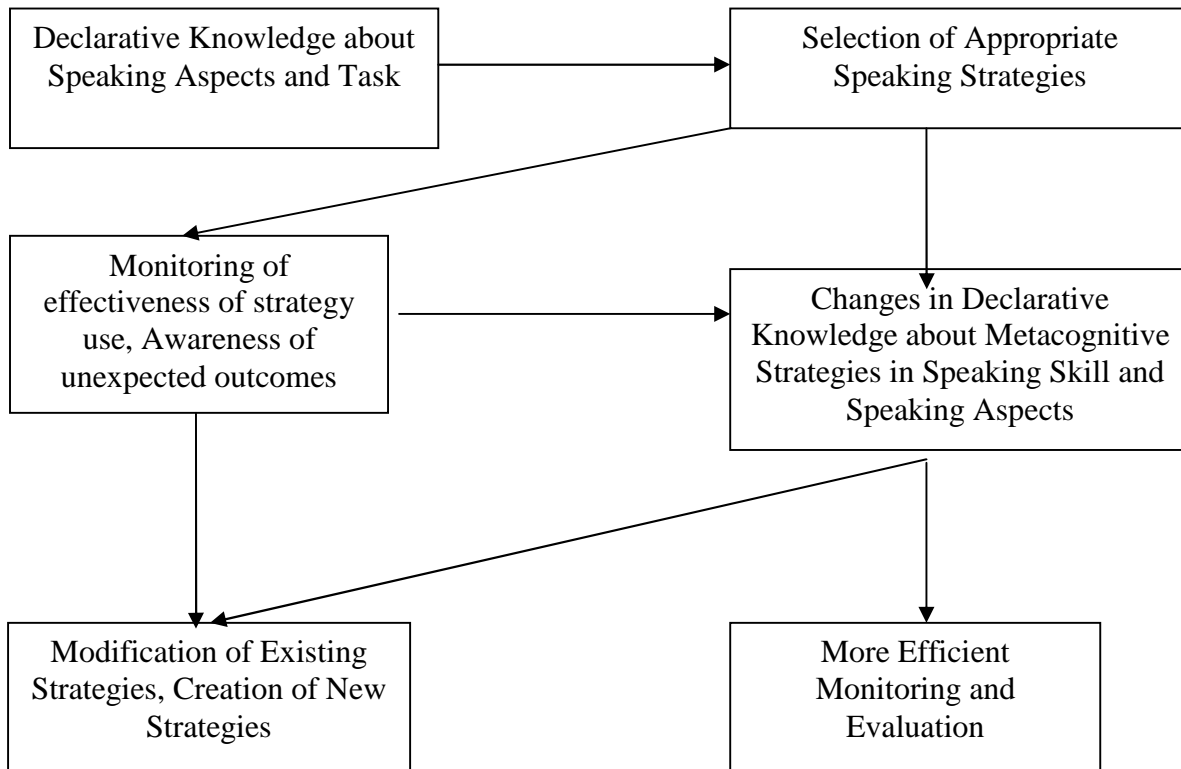 Declarative Knowledge about
Speaking Aspects and Task
Selection of Appropriate
Speaking Strategies
Monitoring of
effectiveness of strategy
use, Awareness of
unexpected outcomes
Changes in Declarative
Knowledge about Metacognitive
Strategies in Speaking Skill and
Speaking Aspects
Modification of Existing
Strategies, Creation of New
Strategies
More Efficient
Monitoring and
Evaluation